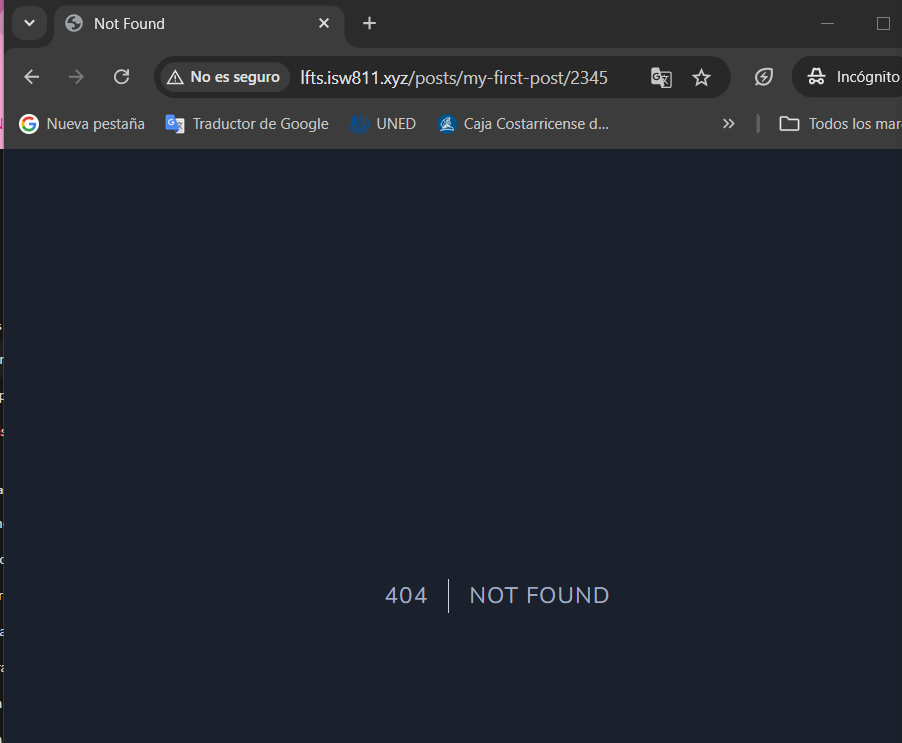 Not Found
No es seguro lfts.isw811.xyz/posts/my-first-post/2345 Incógnito
Nueva pestaña Traductor de Google UNED Caja Costarricense d... Todos los mar
404 NOT FOUND